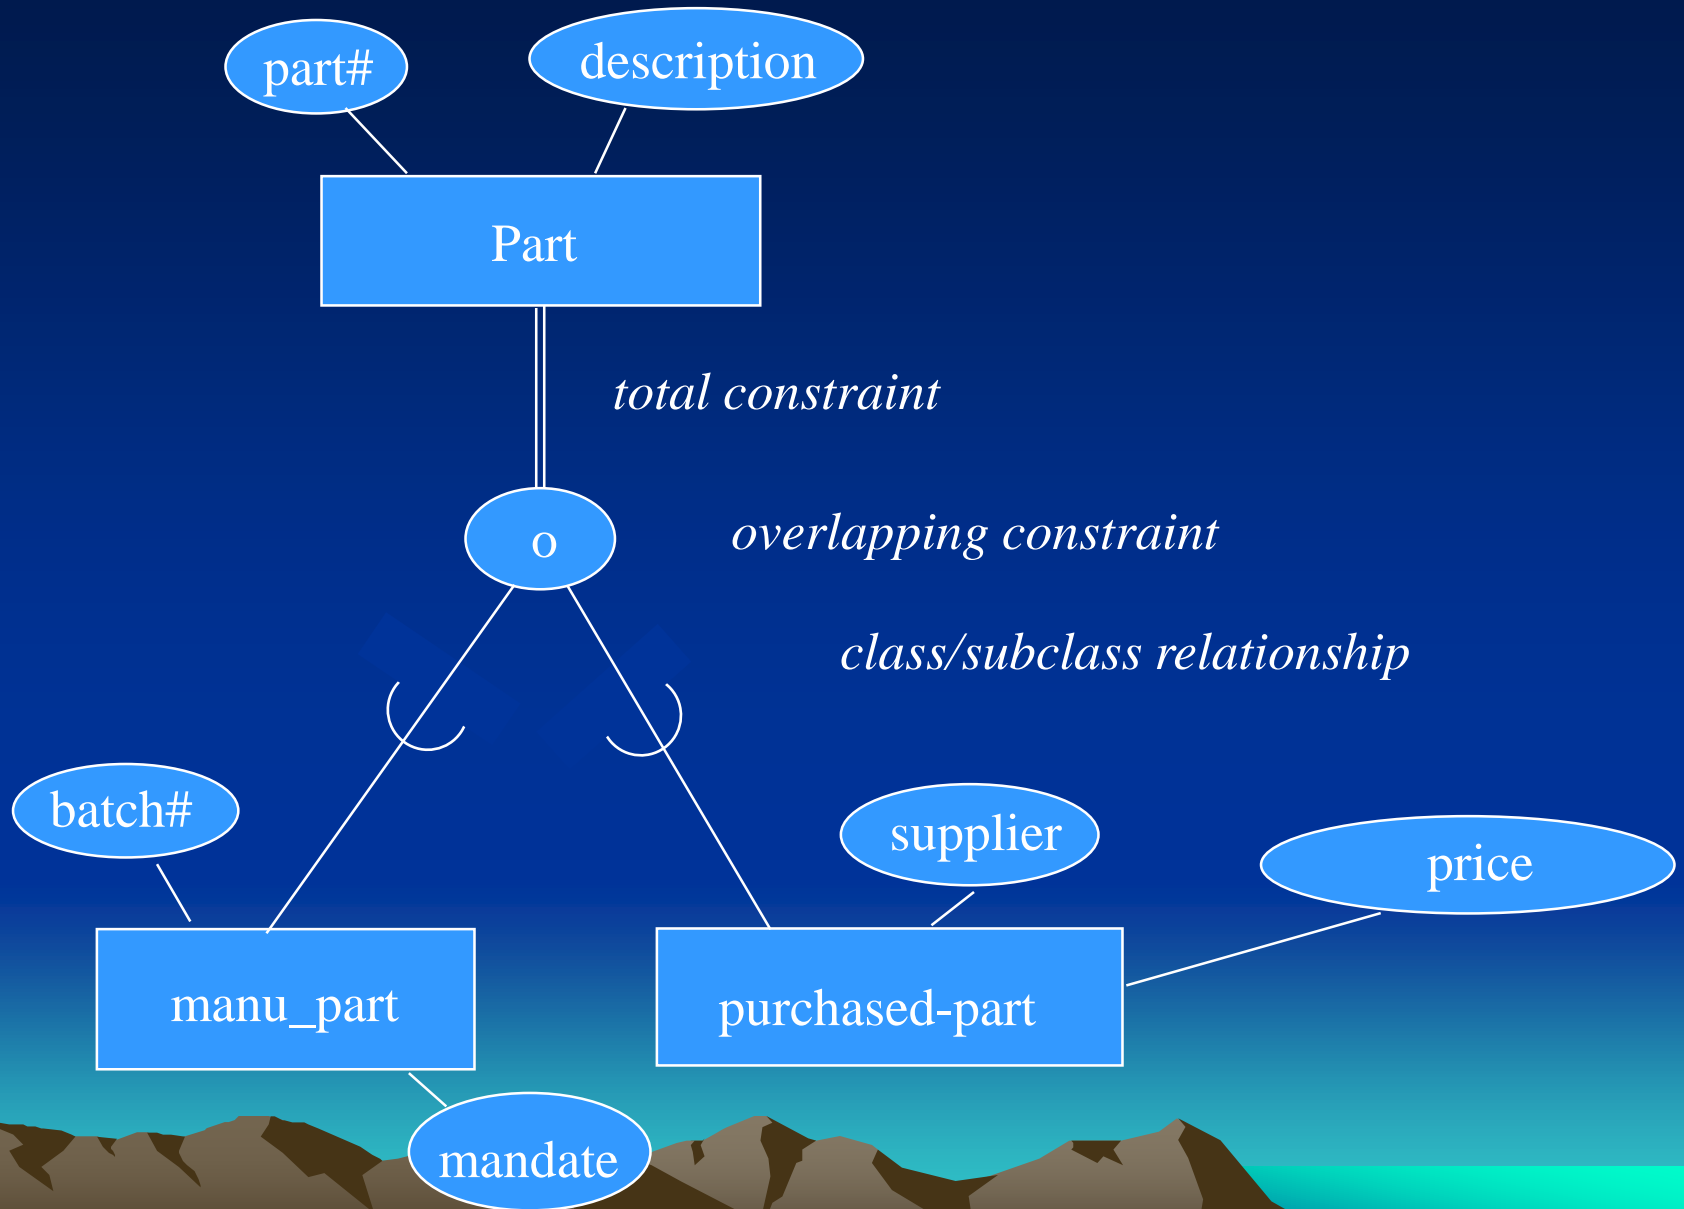 part#
description
Part
total constraint
o
overlapping constraint
class/subclass relationship
batch#
supplier
price
manu_part
purchased-part
mandate